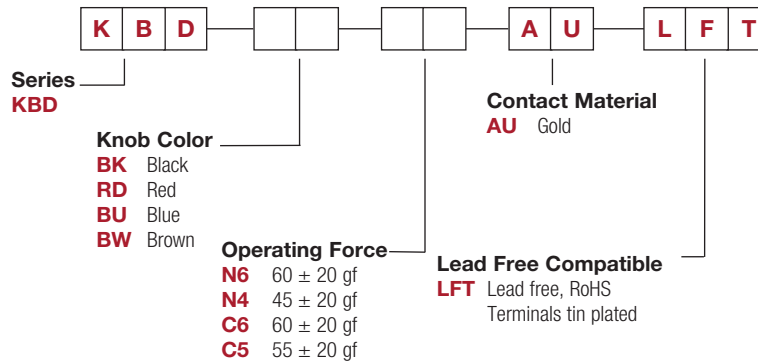 K B D A U L F T
Series
KBD
Knob Color
BK Black
RD Red
BU Blue
BW Brown
Operating Force
N6 60 ± 20 gf
N4 45 ± 20 gf
C6 60 ± 20 gf
C5 55 ± 20 gf
Contact Material
AU Gold
Lead Free Compatible
LFT Lead free, RoHS
Terminals tin plated